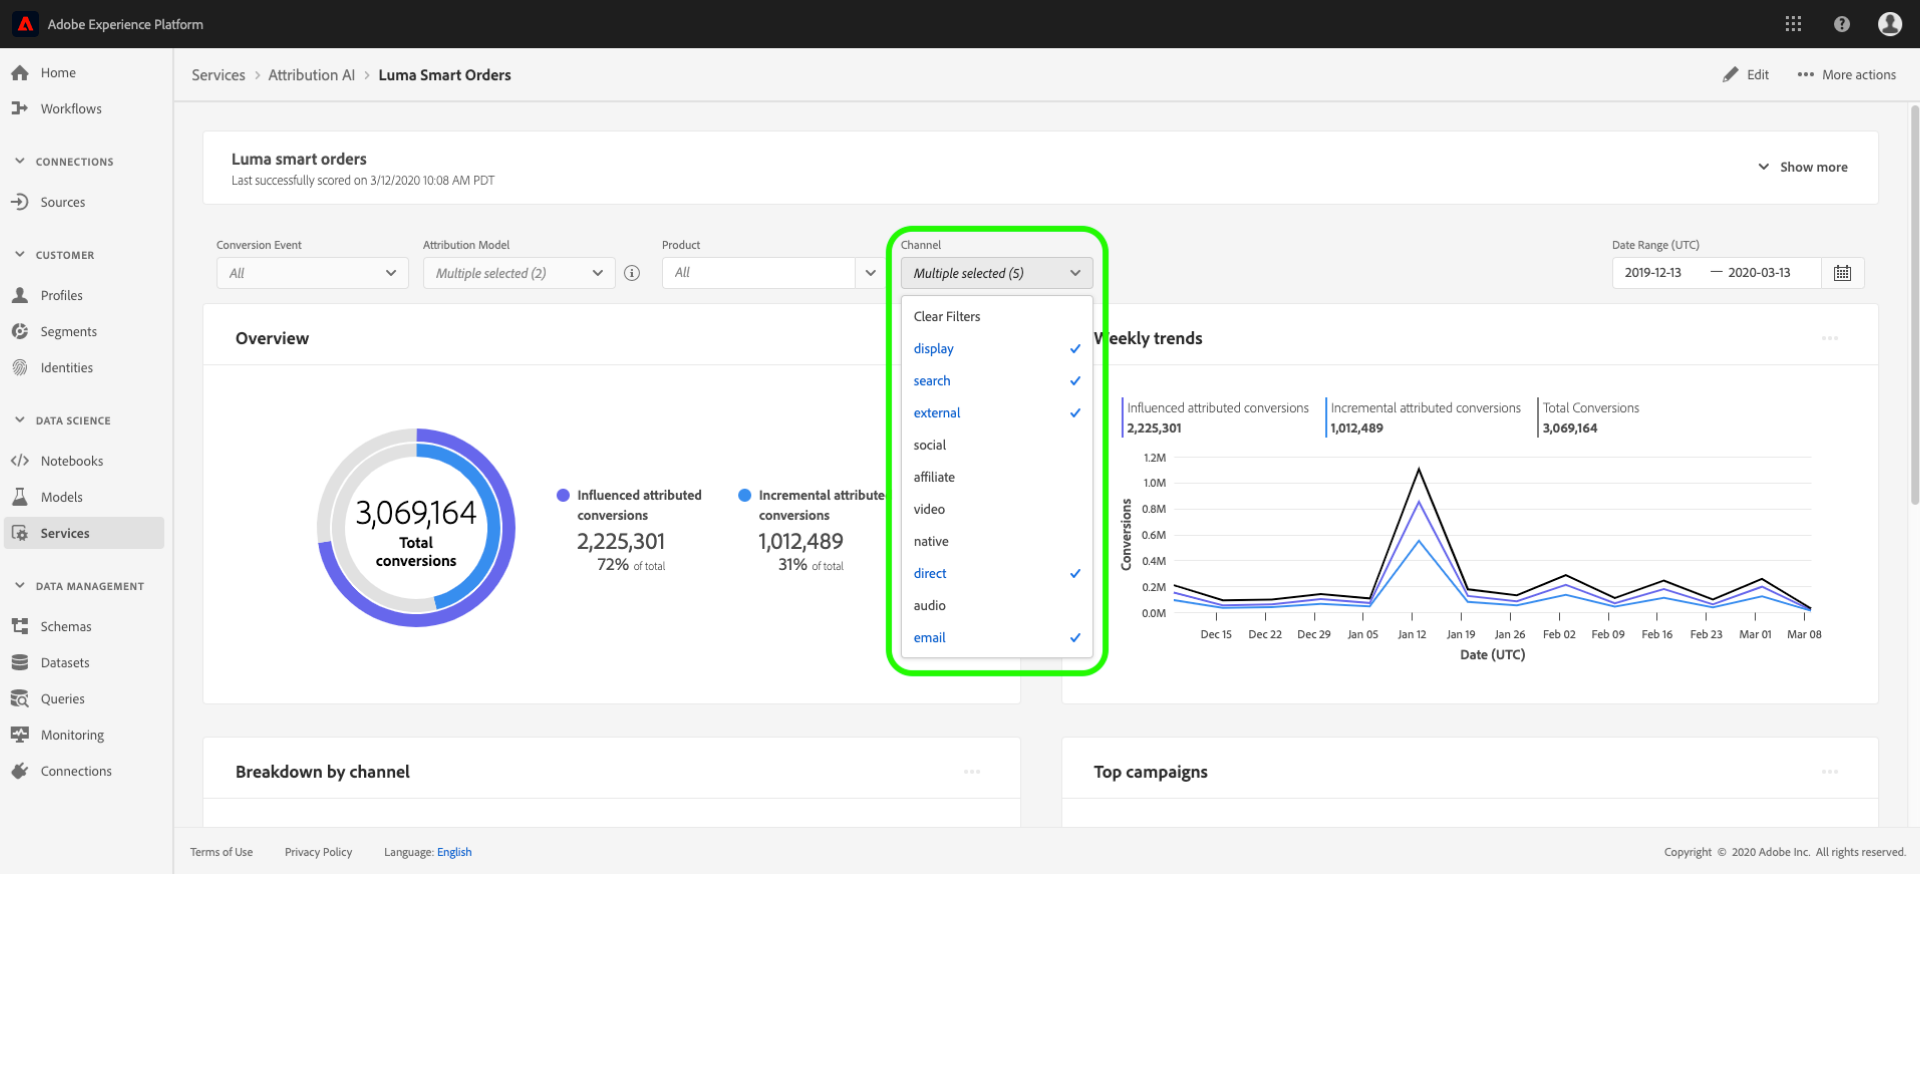 Adobe Experience Platform
Home
Workflows
CONNECTIONS
Sources
CUSTOMER
Profiles
Segments
Identities
DATA SCIENCE
Notebooks
Models
Services
DATA MANAGEMENT
Schemas
Datasets
Queries
Monitoring
Connections
Services > Attribution AI > Luma Smart Orders
Edit
More actions
Luma smart orders
Last successfully scored on 3/12/2020 10:08 AM PDT
Show more
Conversion Event
All
Attribution Model
Multiple selected (2)
Product
All
Channel
Multiple selected (5)
Clear Filters
display
search
external
social
affiliate
video
native
direct
audio
email
Date Range (UTC)
2019-12-13 — 2020-03-13
Overview
3,069,164
Total
conversions
Influenced attributed
conversions
2,225,301
72% of total
Incremental attribute
conversions
1,012,489
31% of total
Weekly trends
Influenced attributed conversions
2,225,301
Incremental attributed conversions
1,012,489
Total Conversions
3,069,164
Conversions
1.2M
1.0M
0.8M
0.6M
0.4M
0.2M
0.0M
Dec 15 Dec 22 Dec 29 Jan 05 Jan 12 Jan 19 Jan 26 Feb 02 Feb 09 Feb 16 Feb 23 Mar 01 Mar 08
Date (UTC)
Breakdown by channel
Top campaigns
Terms of Use
Privacy Policy
Language: English
Copyright © 2020 Adobe Inc. All rights reserved.